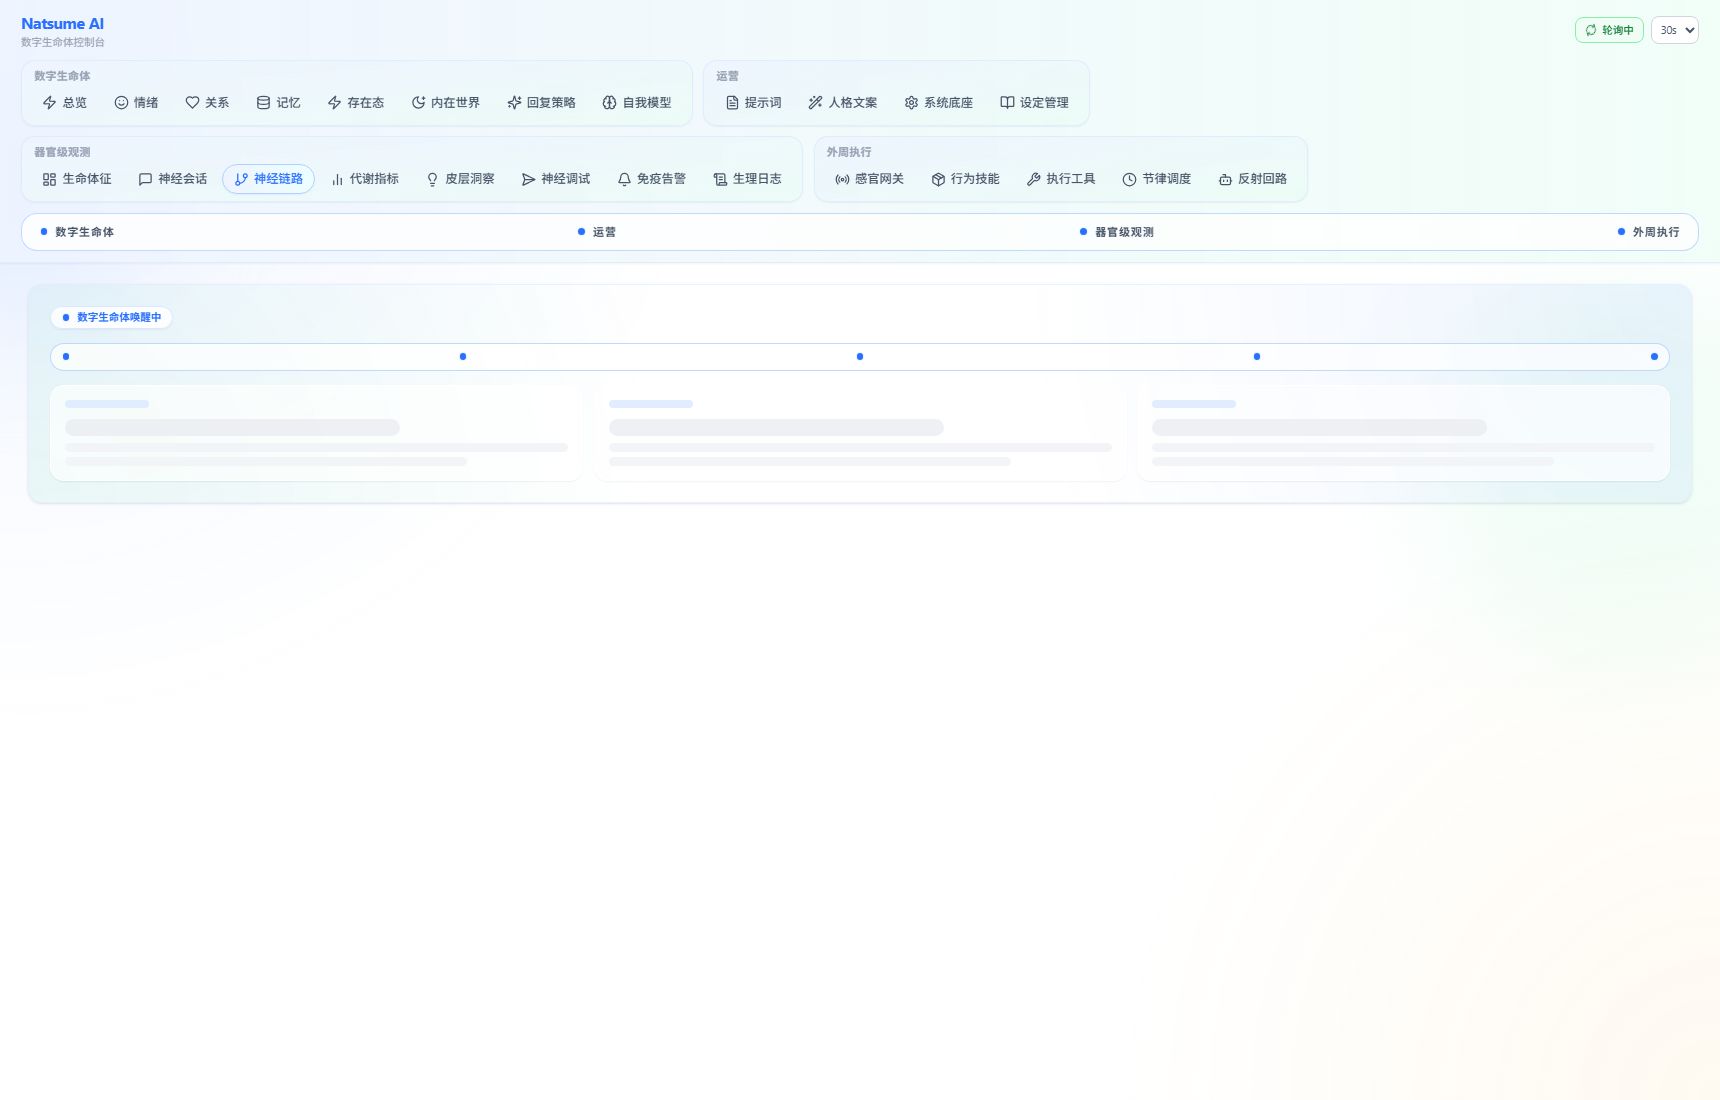 Natsume AI
数字生命体控制台
轮询中
30s
数字生命体
总览 情绪 关系 记忆 存在态 内在世界 回复策略 自我模型
运营
提示词 人格文案 系统底座 设定管理
器官级观测
生命体征 神经会话 神经链路 代谢指标 皮层洞察 神经调试 免疫告警 生理日志
外周执行
感官网关 行为技能 执行工具 节律调度 反射回路
数字生命体 运营 器官级观测 外周执行
数字生命体唤醒中